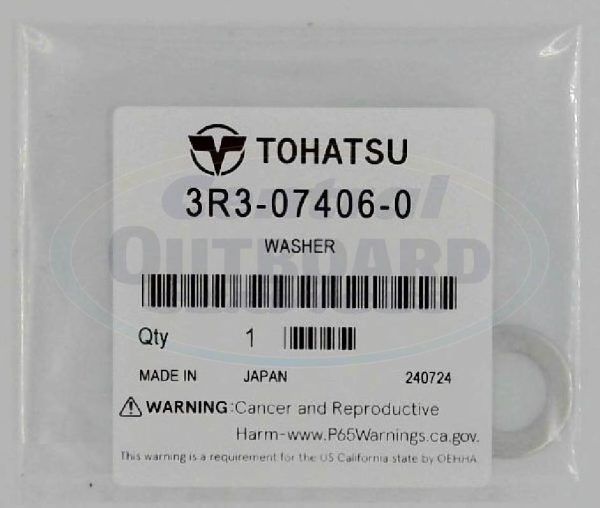 TOHATSU
3R3-07406-0
WASHER
Central
OUTBOARD
Qty 1
MADE IN JAPAN 240724
⚠ WARNING:Cancer and Reproductive
Harm-www.P65Warnings.ca.gov.
This warning is a requirement for the US California state by OEHHA.